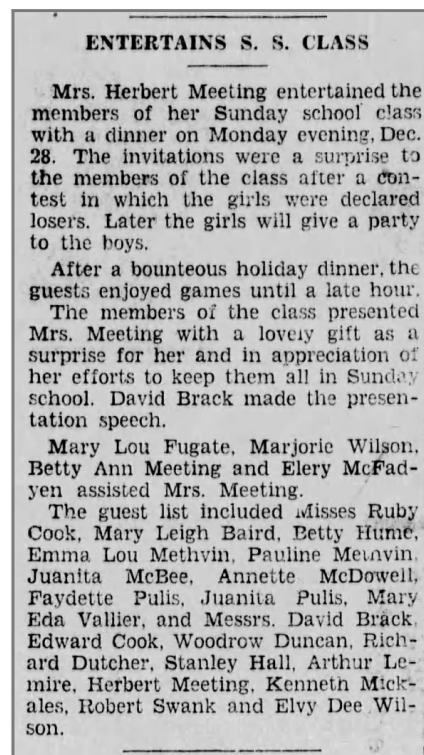 ENTERTAINS S. S. CLASS
Mrs. Herbert Meeting entertained the
members of her Sunday school class
with a dinner on Monday evening, Dec.
28. The invitations were a surprise to
the members of the class after a con-
test in which the girls were declared
losers. Later the girls will give a party
to the boys.
After a bounteous holiday dinner, the
guests enjoyed games until a late hour.
The members of the class presented
Mrs. Meeting with a lovely gift as a
surprise for her and in appreciation of
her efforts to keep them all in Sunday
school. David Brack made the presen-
tation speech.
Mary Lou Fugate, Marjorie Wilson,
Betty Ann Meeting and Elery McFad-
yen assisted Mrs. Meeting.
The guest list included Misses Ruby
Cook, Mary Leigh Baird, Betty Hume,
Emma Lou Methvin, Pauline Methvin,
Juanita McBee, Annette McDowell,
Faydette Pulis, Juanita Pulis, Mary
Eda Vallier, and Messrs. David Brack,
Edward Cook, Woodrow Duncan, Rich-
ard Dutcher, Stanley Hall, Arthur Le-
mire, Herbert Meeting, Kenneth Mick-
ales, Robert Swank and Elvy Dee Wil-
son.